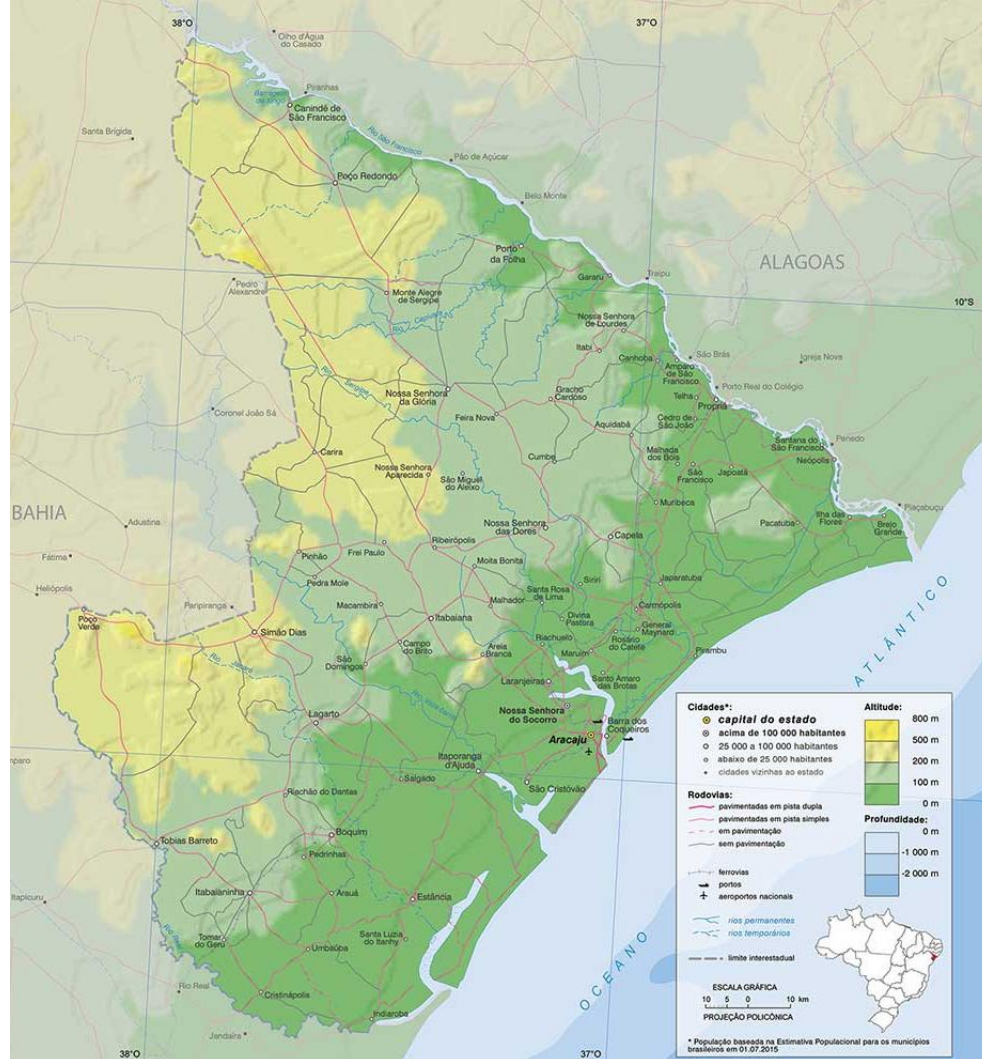 38°O
37°O
Olho d'Água
do Casado
Piranhas
Barragem
de Xingó
Canindé de
São Francisco
Santa Brígida
Rio São Francisco
Pão de Açúcar
Poço Redondo
Belo Monte
Porto
da Folha
ALAGOAS
Gararu
Traipu
Pedro
Alexandre
Monte Alegre
de Sergipe
10°S
Rio Capivara
Nossa Senhora
de Lourdes
Itabi
Canhoba
São Brás
Igreja Nova
Amparo
de São
Francisco
Rio Sergipe
Nossa Senhora
da Glória
Gracho
Cardoso
Telha
Porto Real do Colégio
Propriá
Coronel João Sá
Feira Nova
Cedro de
São João
Aquidabã
Santana do
São Francisco
Penedo
Carira
Malhada
dos Bois
Neópolis
Cumbe
São
Francisco
Japoatã
Nossa Senhora
Aparecida
São Miguel
do Aleixo
Muribeca
BAHIA
Adustina
Nossa Senhora
das Dores
Pacatuba
Ilha das
Flores
Piaçabuçu
Brejo
Grande
Capela
Frei Paulo
Ribeirópolis
Pinhão
Fátima
Moita Bonita
Pedra Mole
Siriri
Japaratuba
Heliópolis
Santa Rosa
de Lima
Malhador
Macambira
Carmópolis
Paripiranga
Poço
Verde
Itabaiana
Divina
Pastora
General
Maynard
Simão Dias
Riachuelo
Rosário
do Catete
Campo
do Brito
Areia
Branca
Maruim
Pirambu
São
Domingos
Santo Amaro
das Brotas
Laranjeiras
Nossa Senhora
do Socorro
Lagarto
Barra dos
Coqueiros
Aracaju
Itaporanga
d'Ajuda
Salgado
São Cristóvão
Riachão do Dantas
Boquim
Tobias Barreto
Pedrinhas
Itabaianinha
Arauá
Estância
Itapicuru
Tomar
do Geru
Santa Luzia
do Itanhy
Umbaúba
Rio Real
Rio Real
Cristinápolis
Indiaroba
Jandaíra
OCEANO
ATLÂNTICO
38°O
37°O
Cidades*:
capital do estado
acima de 100 000 habitantes
25 000 a 100 000 habitantes
abaixo de 25 000 habitantes
cidades vizinhas ao estado
Rodovias:
pavimentadas em pista dupla
pavimentadas em pista simples
em pavimentação
sem pavimentação
ferrovias
portos
aeroportos nacionais
rios permanentes
rios temporários
limite interestadual
ESCALA GRÁFICA
10 5 0 10 km
PROJEÇÃO POLICÔNICA
Altitude:
800 m
500 m
200 m
100 m
0 m
Profundidade:
0 m
-1 000 m
-2 000 m
* População baseada na Estimativa Populacional para os municípios
brasileiros em 01.07.2015